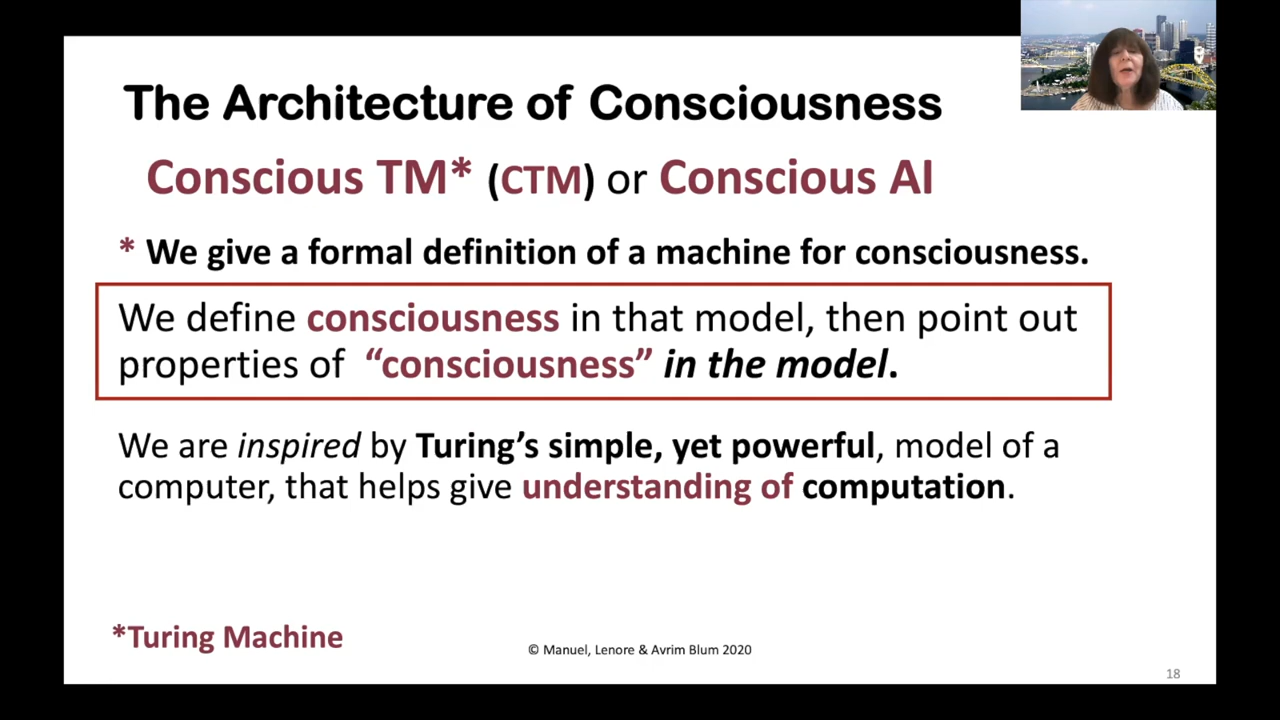 The Architecture of Consciousness
Conscious TM* (CTM) or Conscious AI
* We give a formal definition of a machine for consciousness.
We define consciousness in that model, then point out
properties of “consciousness” in the model.
We are inspired by Turing’s simple, yet powerful, model of a
computer, that helps give understanding of computation.
*Turing Machine
© Manuel, Lenore & Avrim Blum 2020
18